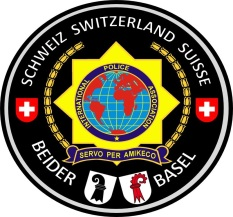 SCHWEIZ SWITZERLAND SUISSE
INTERNATIONAL POLICE ASSOCIATION
SERVO PER AMIKECO
BEIDER BASEL